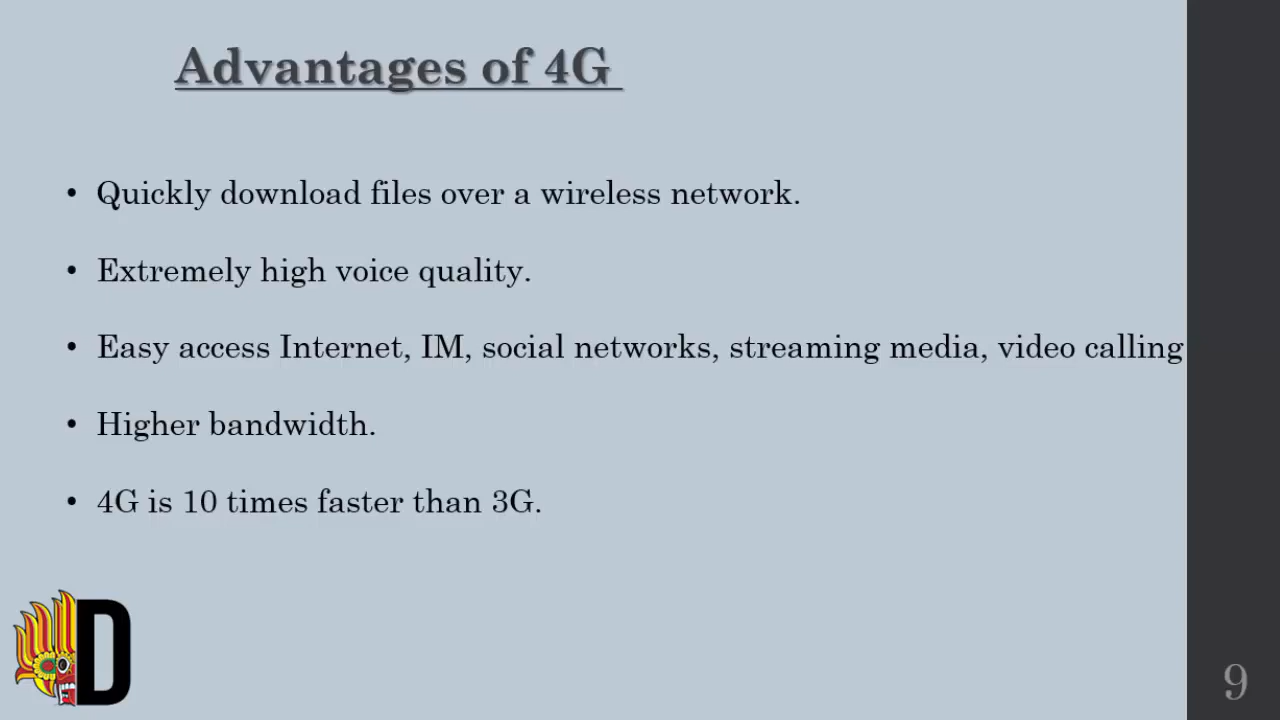 Advantages of 4G
• Quickly download files over a wireless network.
• Extremely high voice quality.
• Easy access Internet, IM, social networks, streaming media, video calling
• Higher bandwidth.
• 4G is 10 times faster than 3G.
D
9